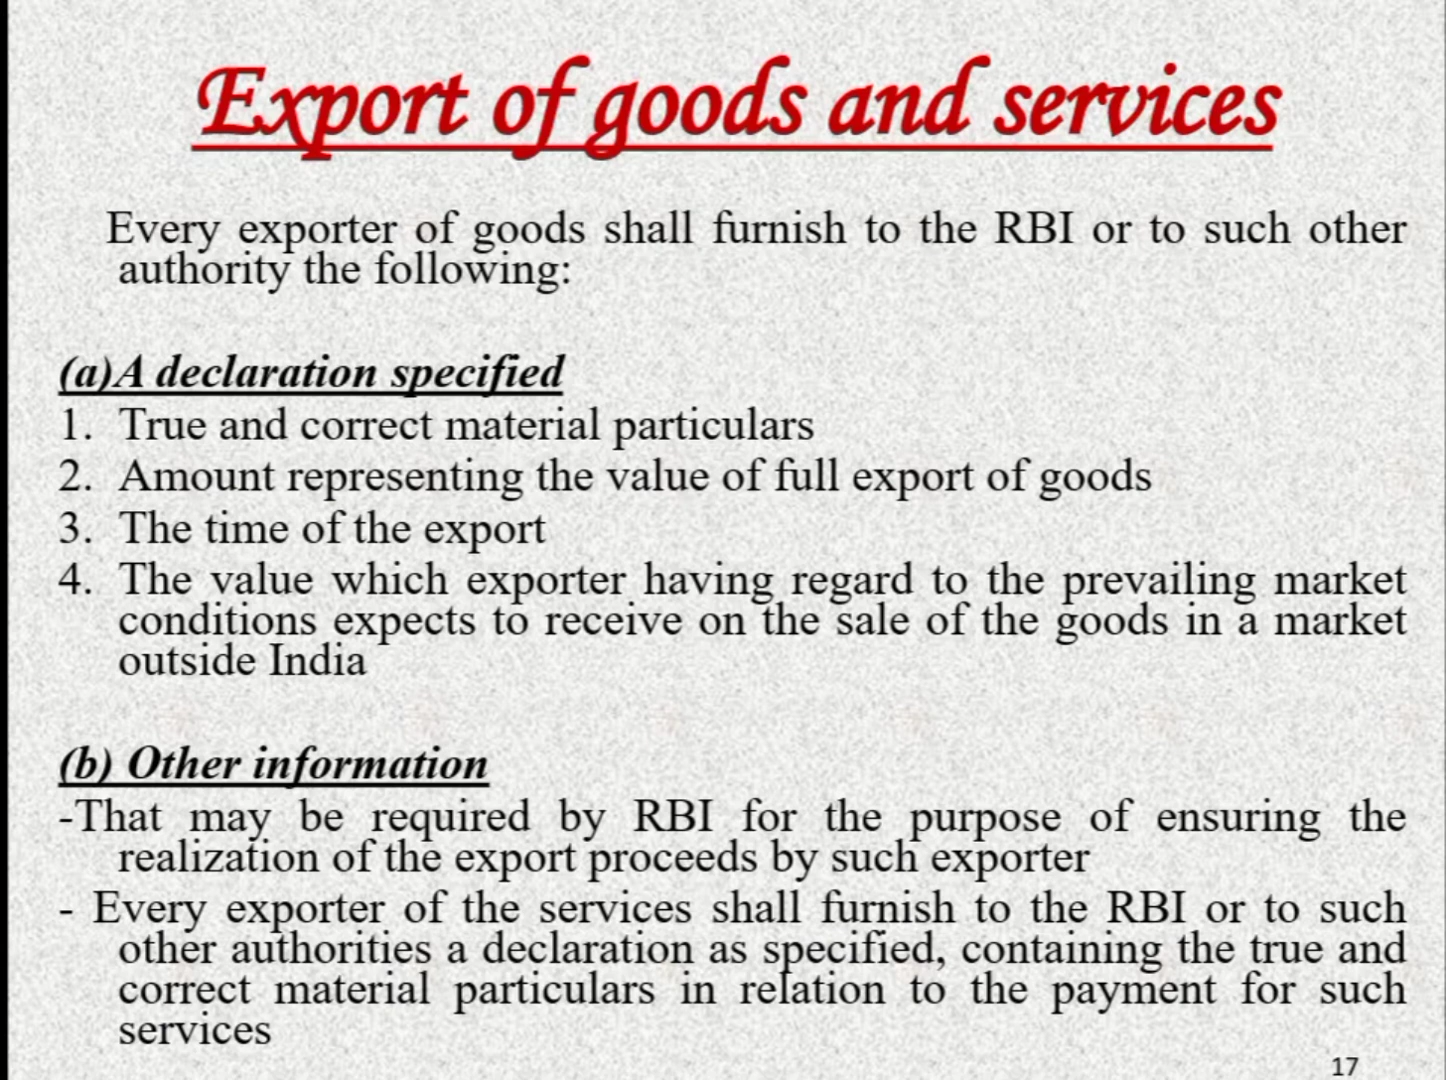 Export of goods and services
Every exporter of goods shall furnish to the RBI or to such other
authority the following:
(a)A declaration specified
1. True and correct material particulars
2. Amount representing the value of full export of goods
3. The time of the export
4. The value which exporter having regard to the prevailing market
conditions expects to receive on the sale of the goods in a market
outside India
(b) Other information
-That may be required by RBI for the purpose of ensuring the
realization of the export proceeds by such exporter
- Every exporter of the services shall furnish to the RBI or to such
other authorities a declaration as specified, containing the true and
correct material particulars in relation to the payment for such
services
17